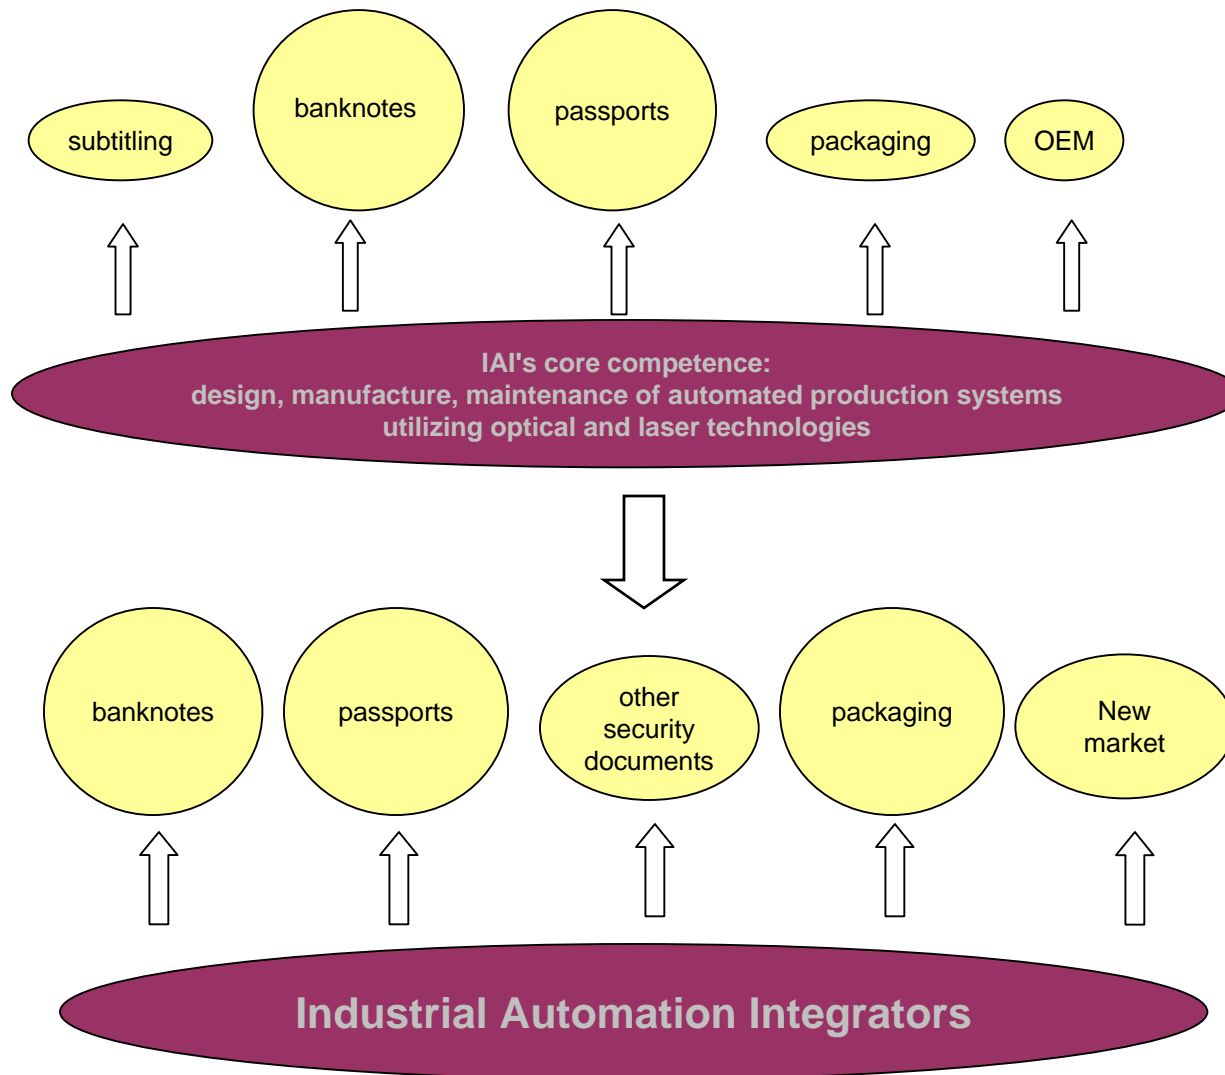 subtitling
banknotes
passports
packaging
OEM
IAI's core competence:
design, manufacture, maintenance of automated production systems
utilizing optical and laser technologies
banknotes
passports
other
security
documents
packaging
New
market
Industrial Automation Integrators